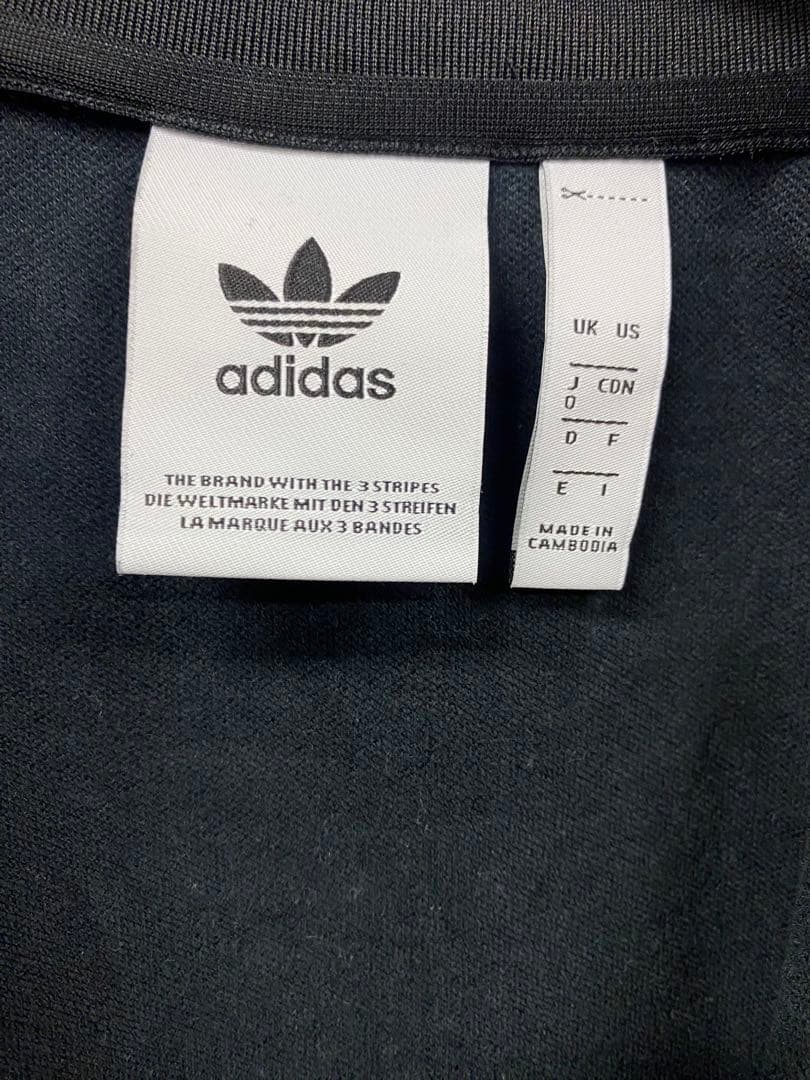 adidas
THE BRAND WITH THE 3 STRIPES
DIE WELTMARKE MIT DEN 3 STREIFEN
LA MARQUE AUX 3 BANDES
UK US
J CDN
O
D F
E I
MADE IN
CAMBODIA